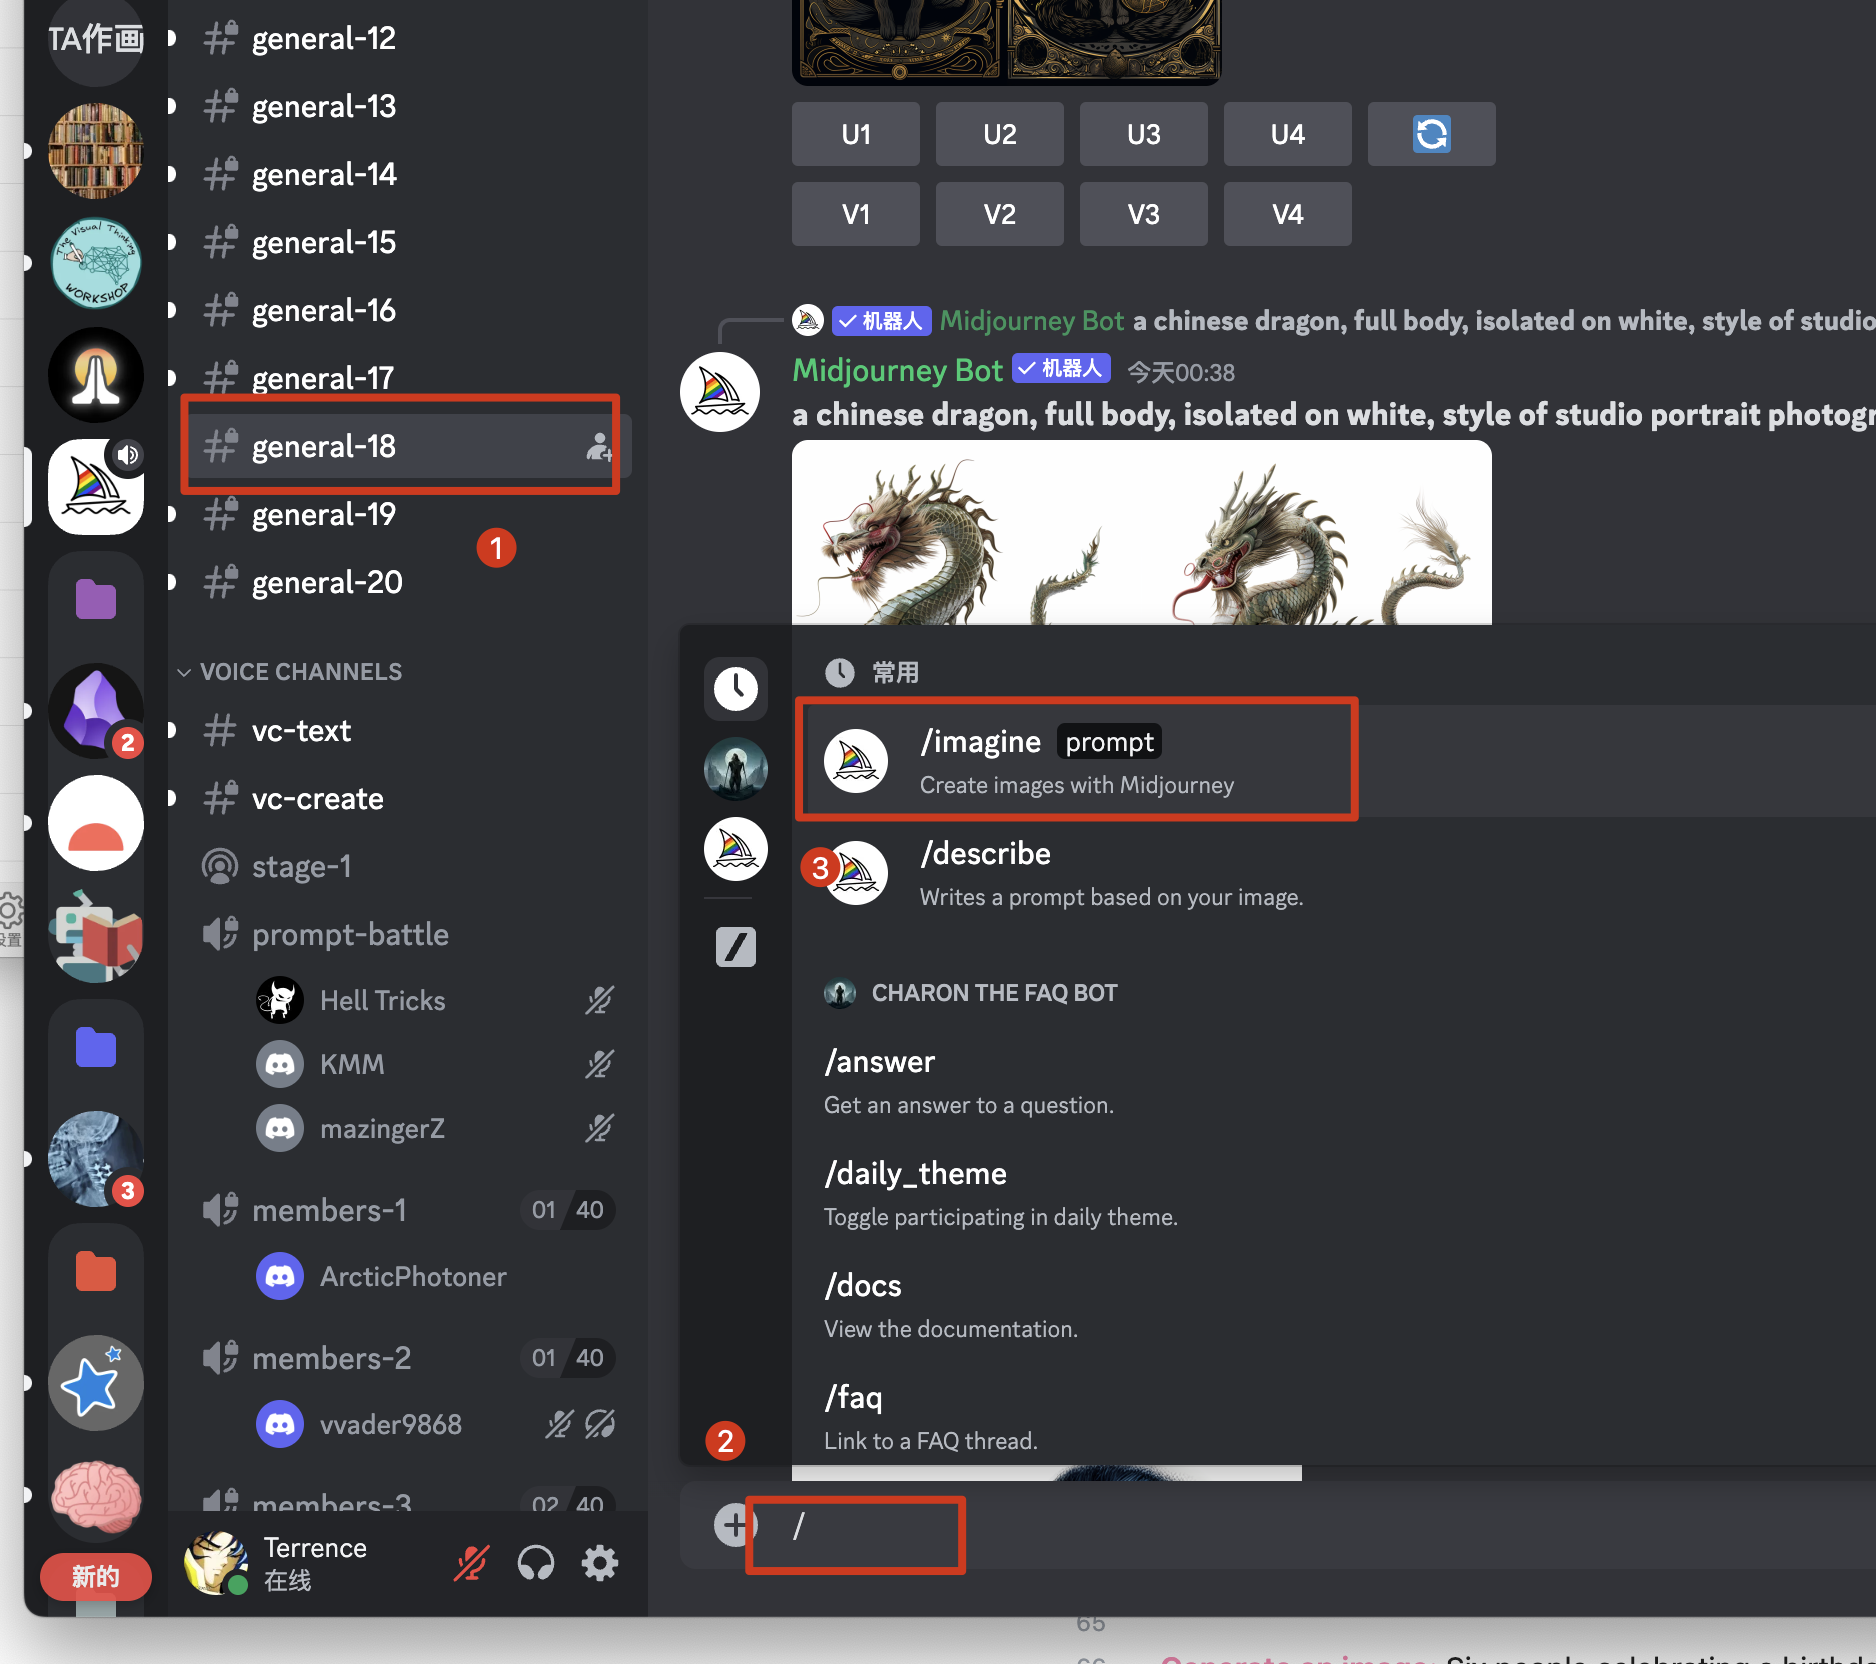 TA作画
general-12
general-13
general-14
general-15
general-16
general-17
general-18
general-19
1
general-20
VOICE CHANNELS
vc-text
vc-create
stage-1
prompt-battle
Hell Tricks
KMM
mazingerZ
members-1 01 40
ArcticPhotoner
members-2 01 40
vvader9868
members-3 02 40
Terrence
在线
The Visual Thinking WORKSHOP
2
3
新的
设置
U1 U2 U3 U4
V1 V2 V3 V4
机器人 Midjourney Bot a chinese dragon, full body, isolated on white, style of studio
Midjourney Bot 机器人 今天00:38
a chinese dragon, full body, isolated on white, style of studio portrait photogr
常用
/imagine prompt
Create images with Midjourney
3
/describe
Writes a prompt based on your image.
CHARON THE FAQ BOT
/answer
Get an answer to a question.
/daily_theme
Toggle participating in daily theme.
/docs
View the documentation.
/faq
Link to a FAQ thread.
2
/
65
66 Generate an image: Six people celebrating a birthd